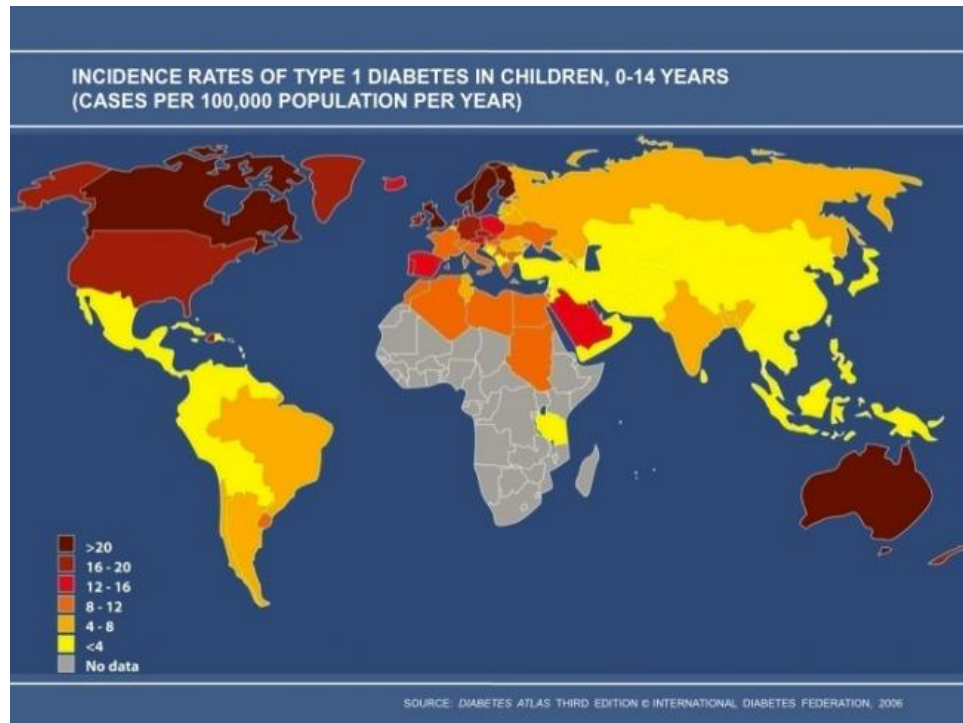 INCIDENCE RATES OF TYPE 1 DIABETES IN CHILDREN, 0-14 YEARS
(CASES PER 100,000 POPULATION PER YEAR)
>20
16 - 20
12 - 16
8 - 12
4 - 8
<4
No data
SOURCE: DIABETES ATLAS THIRD EDITION © INTERNATIONAL DIABETES FEDERATION, 2006